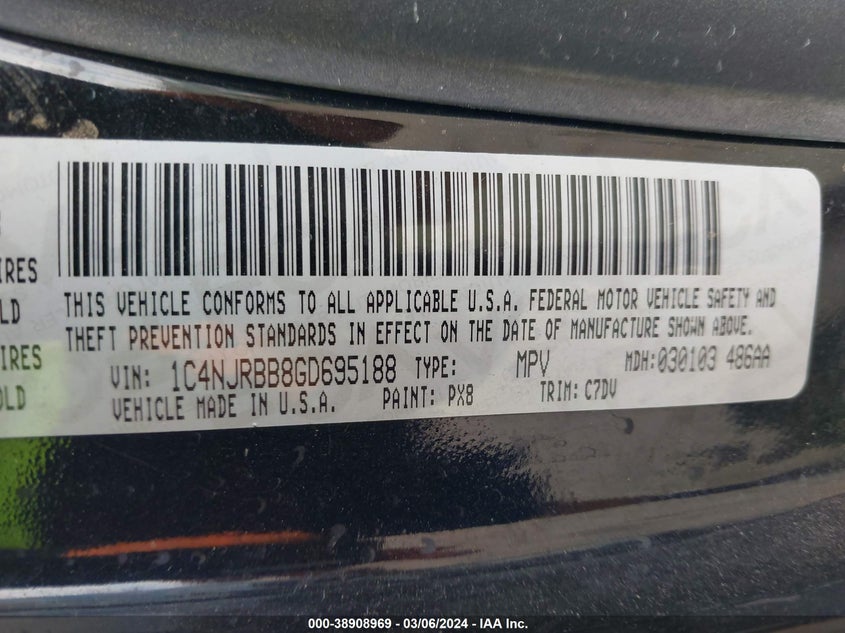 THIS VEHICLE CONFORMS TO ALL APPLICABLE U.S.A. FEDERAL MOTOR VEHICLE SAFETY AND
THEFT PREVENTION STANDARDS IN EFFECT ON THE DATE OF MANUFACTURE SHOWN ABOVE.
VIN: 1C4NJRBB8GD695188 TYPE: MPV MDH:030103 486AA
VEHICLE MADE IN U.S.A. PAINT: PX8 TRIM: C7DV
IRES
LD
IRES
OLD
000-38908969 - 03/06/2024 - IAA Inc.